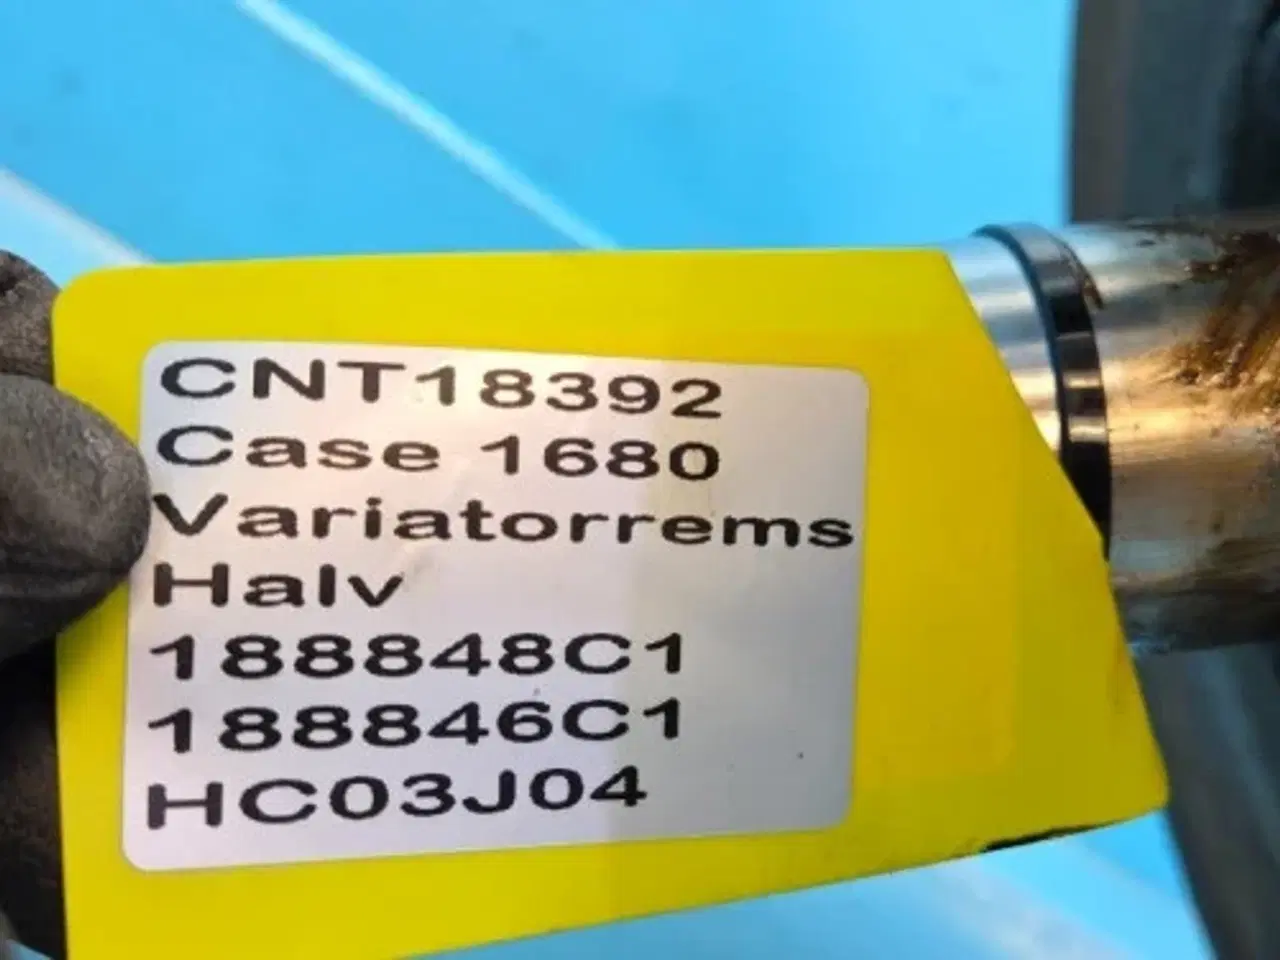 CNT18392
Case 1680
Variatorrems
Halv
188848C1
188846C1
HC03J04